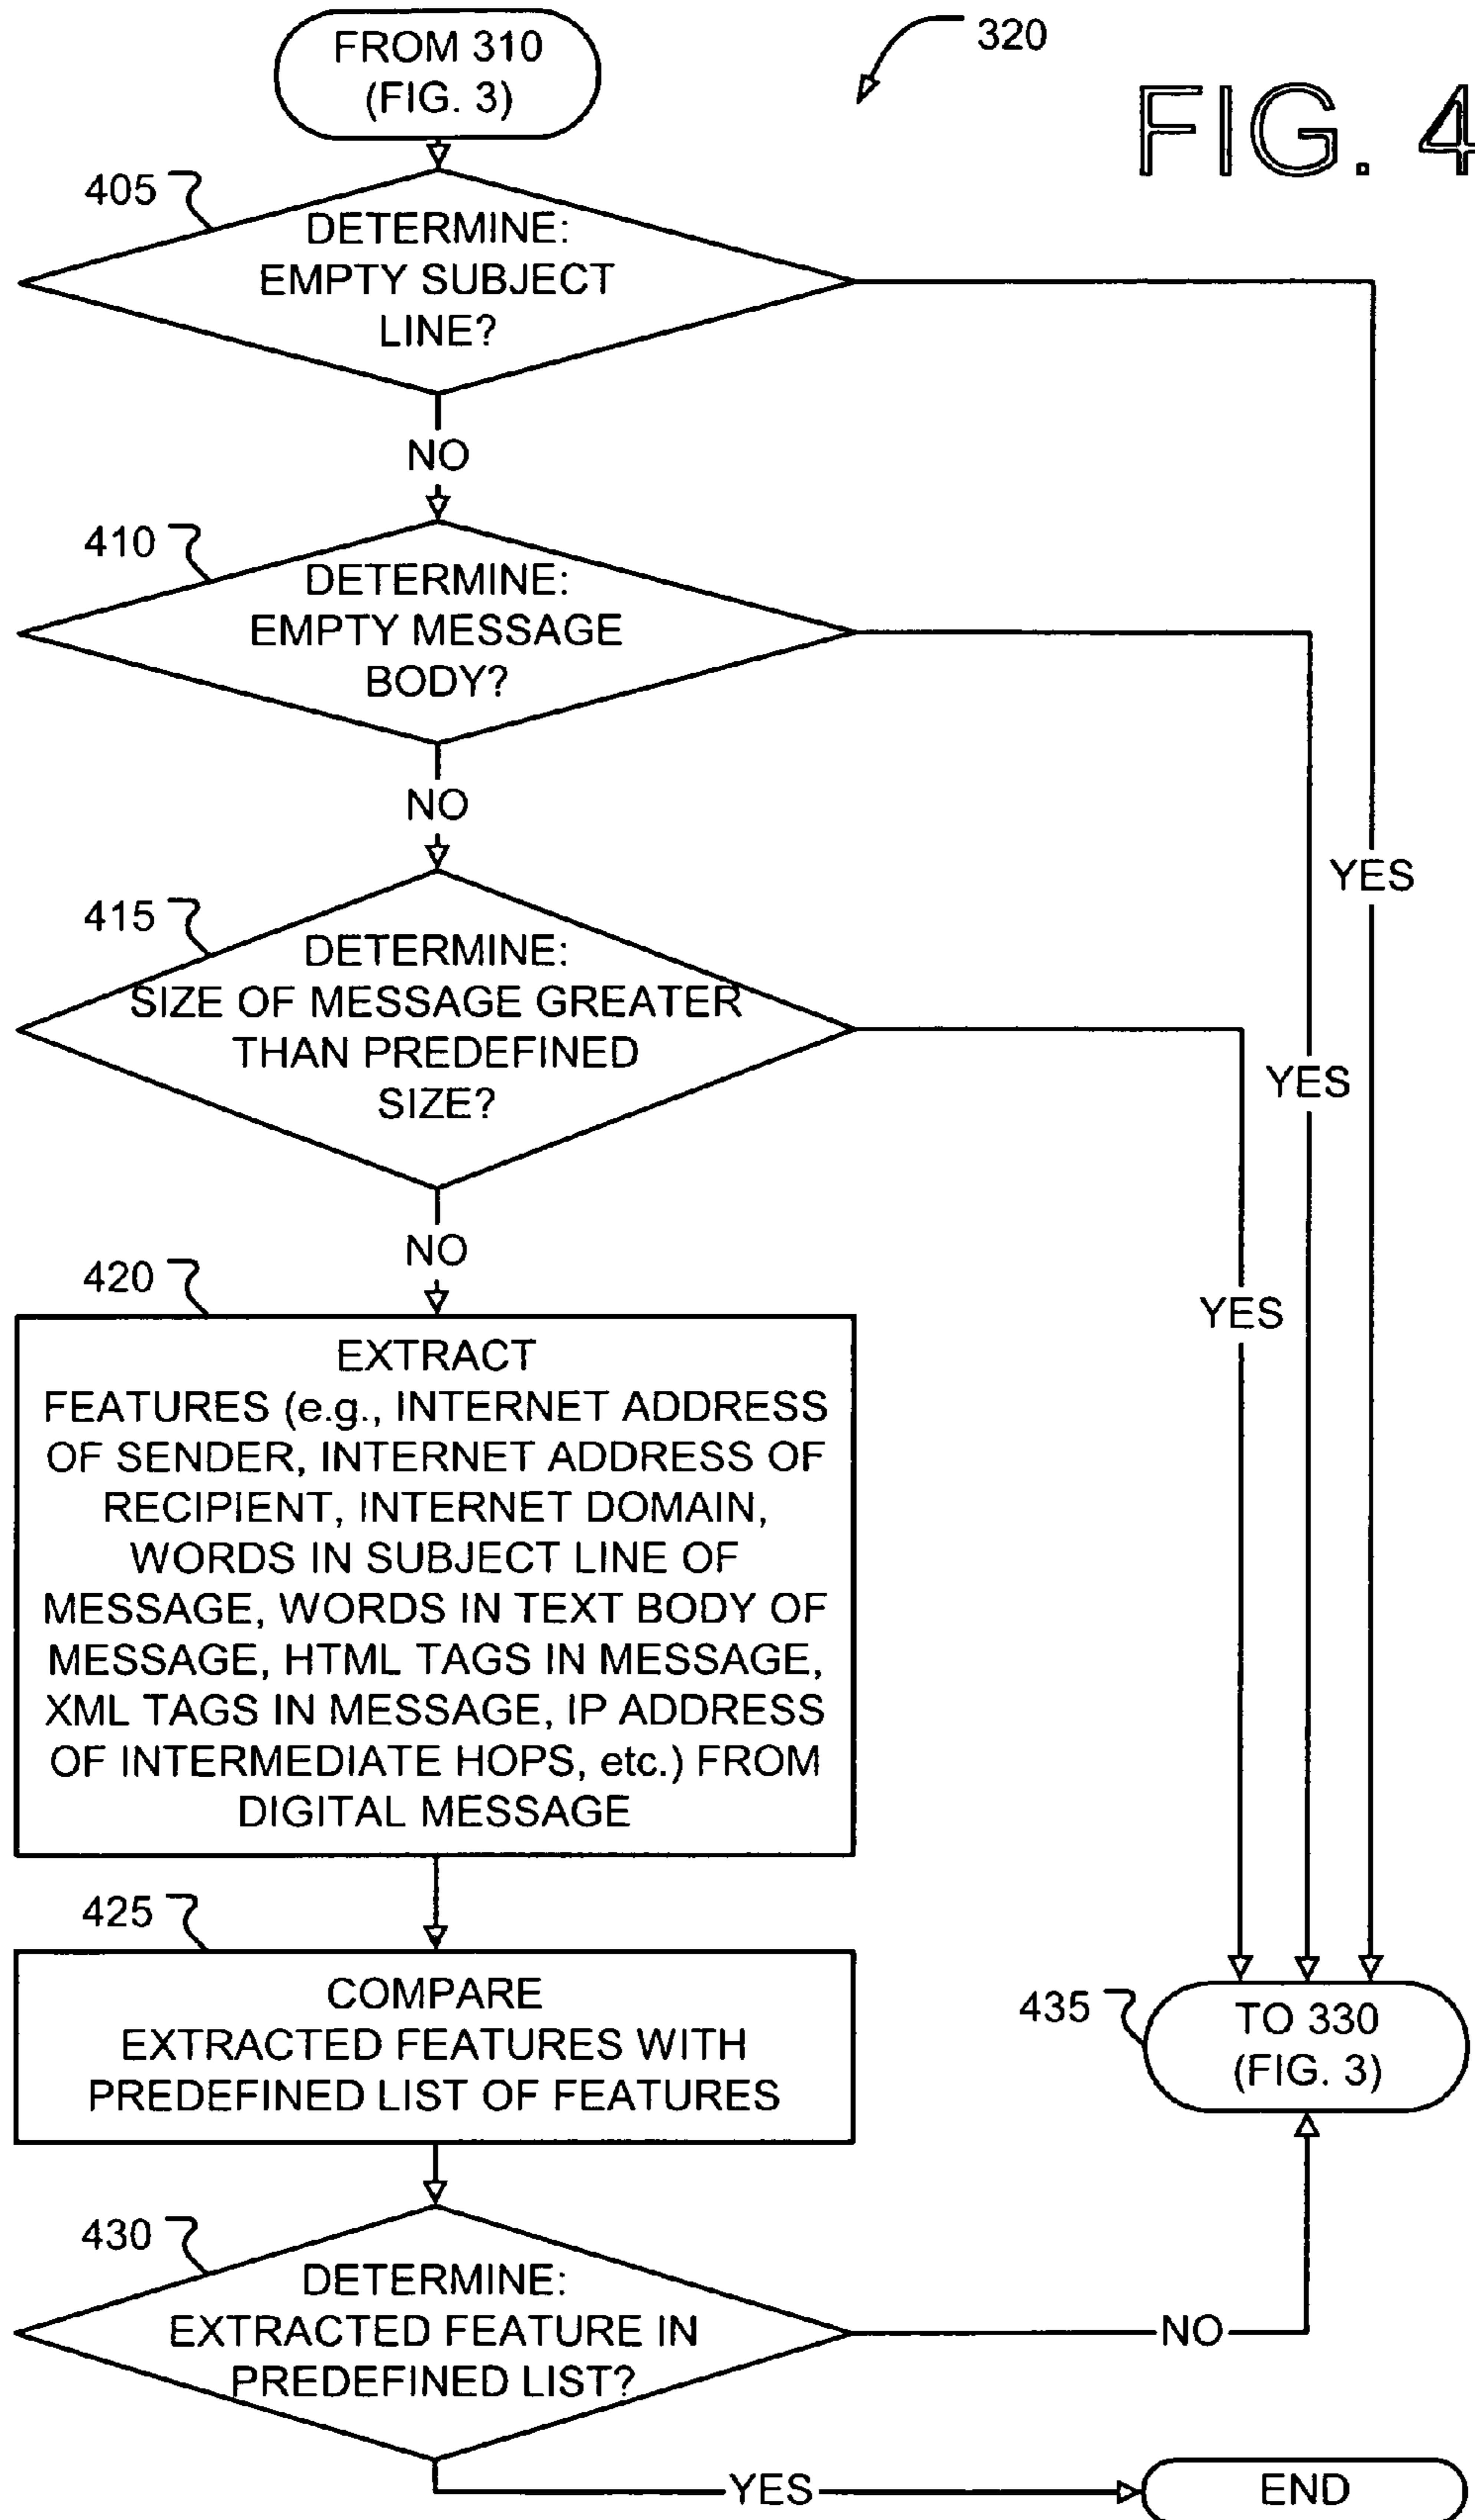 FROM 310
(FIG. 3)
320
FIG. 4
405
DETERMINE:
EMPTY SUBJECT
LINE?
NO
410
DETERMINE:
EMPTY MESSAGE
BODY?
NO
YES
415
DETERMINE:
SIZE OF MESSAGE GREATER
THAN PREDEFINED
SIZE?
YES
NO
YES
420
EXTRACT
FEATURES (e.g., INTERNET ADDRESS
OF SENDER, INTERNET ADDRESS OF
RECIPIENT, INTERNET DOMAIN,
WORDS IN SUBJECT LINE OF
MESSAGE, WORDS IN TEXT BODY OF
MESSAGE, HTML TAGS IN MESSAGE,
XML TAGS IN MESSAGE, IP ADDRESS
OF INTERMEDIATE HOPS, etc.) FROM
DIGITAL MESSAGE
425
COMPARE
EXTRACTED FEATURES WITH
PREDEFINED LIST OF FEATURES
435
TO 330
(FIG. 3)
430
DETERMINE:
EXTRACTED FEATURE IN
PREDEFINED LIST?
NO
YES
END